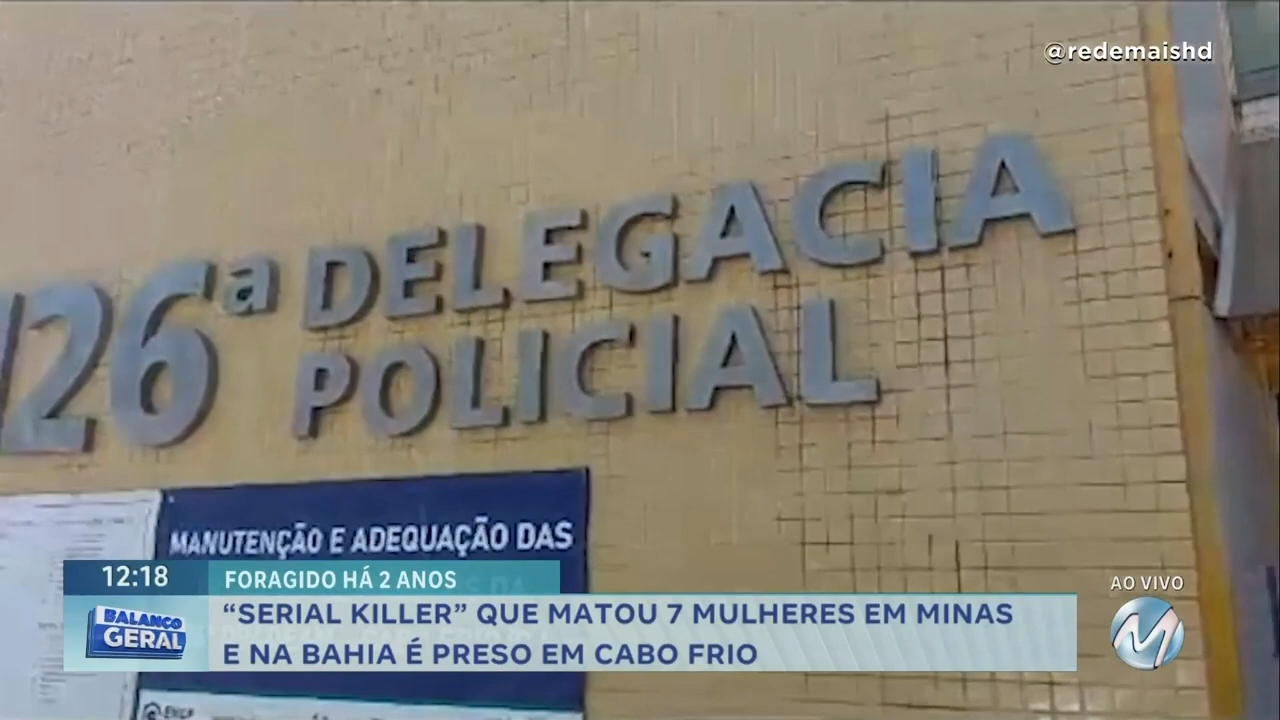 @redemaishd
126ª DELEGACIA
POLICIAL
MANUTENÇÃO E ADEQUAÇÃO DAS
12:18
FORAGIDO HÁ 2 ANOS
AO VIVO
BALANÇO
GERAL
“SERIAL KILLER” QUE MATOU 7 MULHERES EM MINAS
E NA BAHIA É PRESO EM CABO FRIO